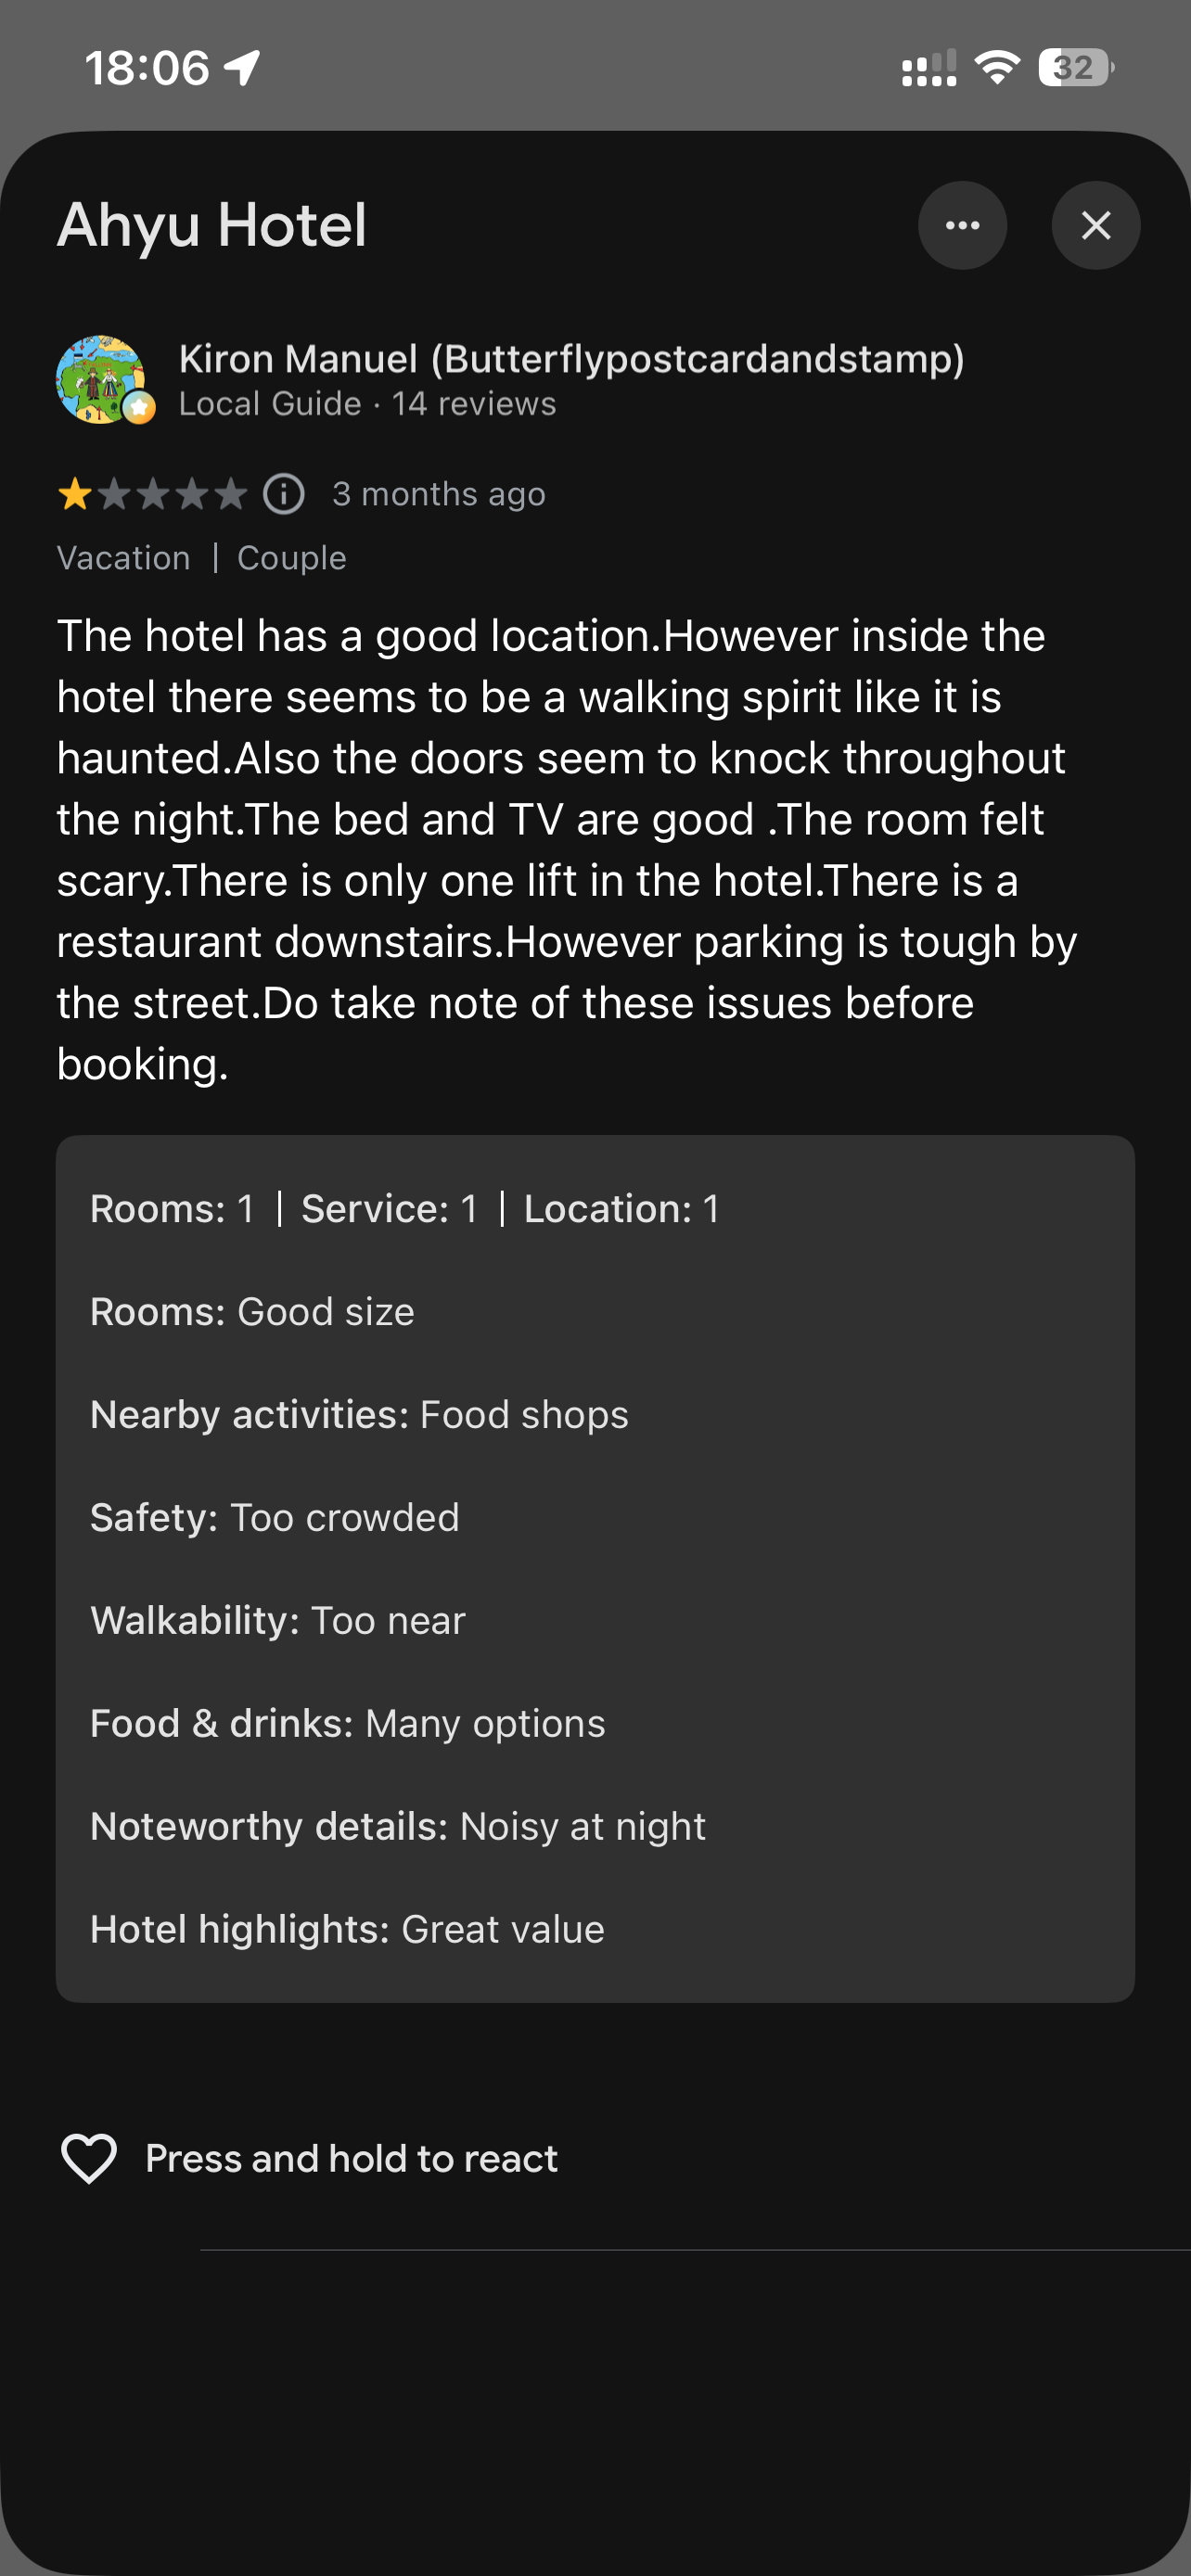 18:06
32
Ahyu Hotel
Kiron Manuel (Butterflypostcardandstamp)
Local Guide · 14 reviews
3 months ago
Vacation | Couple
The hotel has a good location.However inside the
hotel there seems to be a walking spirit like it is
haunted.Also the doors seem to knock throughout
the night.The bed and TV are good .The room felt
scary.There is only one lift in the hotel.There is a
restaurant downstairs.However parking is tough by
the street.Do take note of these issues before
booking.
Rooms: 1 | Service: 1 | Location: 1
Rooms: Good size
Nearby activities: Food shops
Safety: Too crowded
Walkability: Too near
Food & drinks: Many options
Noteworthy details: Noisy at night
Hotel highlights: Great value
Press and hold to react